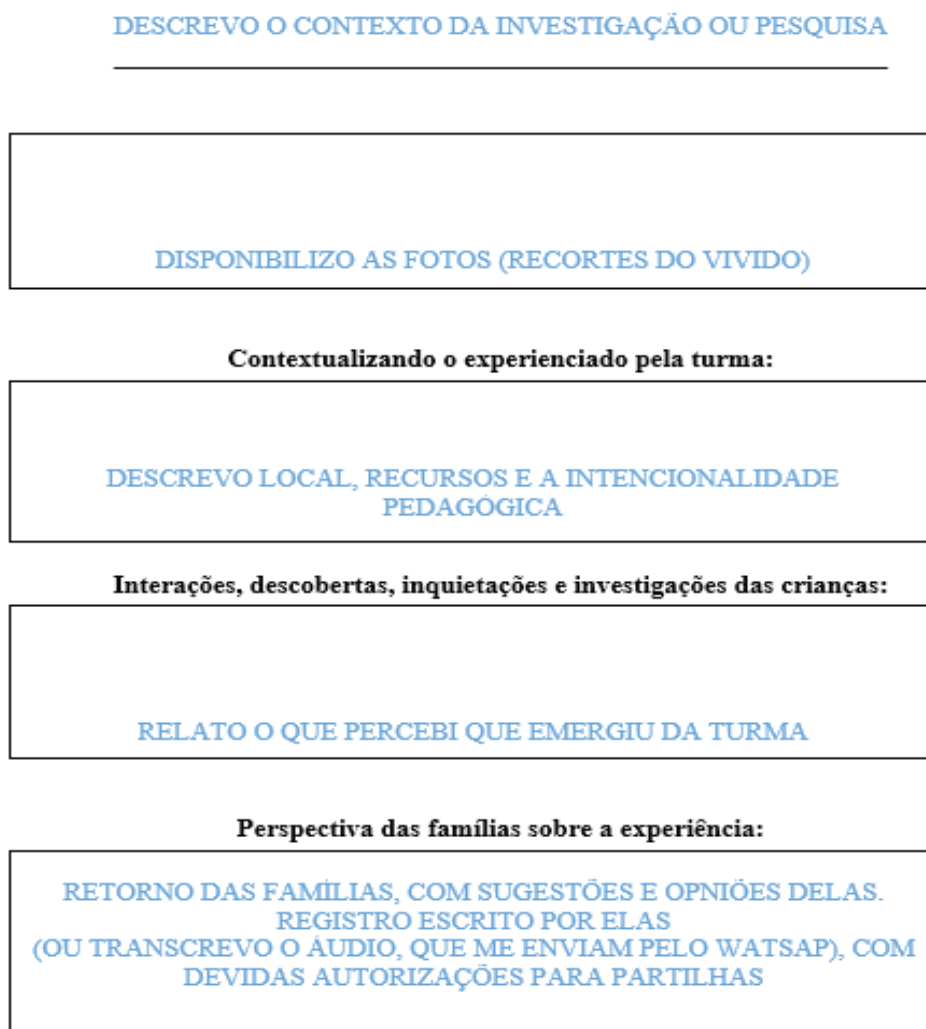 DESCREVO O CONTEXTO DA INVESTIGAÇÃO OU PESQUISA
DISPONIBILIZO AS FOTOS (RECORTES DO VIVIDO)
Contextualizando o experienciado pela turma:
DESCREVO LOCAL, RECURSOS E A INTENCIONALIDADE
PEDAGÓGICA
Interações, descobertas, inquietações e investigações das crianças:
RELATO O QUE PERCEBI QUE EMERGIU DA TURMA
Perspectiva das famílias sobre a experiência:
RETORNO DAS FAMÍLIAS, COM SUGESTÕES E OPNIÕES DELAS.
REGISTRO ESCRITO POR ELAS
(OU TRANSCREVO O ÁUDIO, QUE ME ENVIAM PELO WATSAP), COM
DEVIDAS AUTORIZAÇÕES PARA PARTILHAS